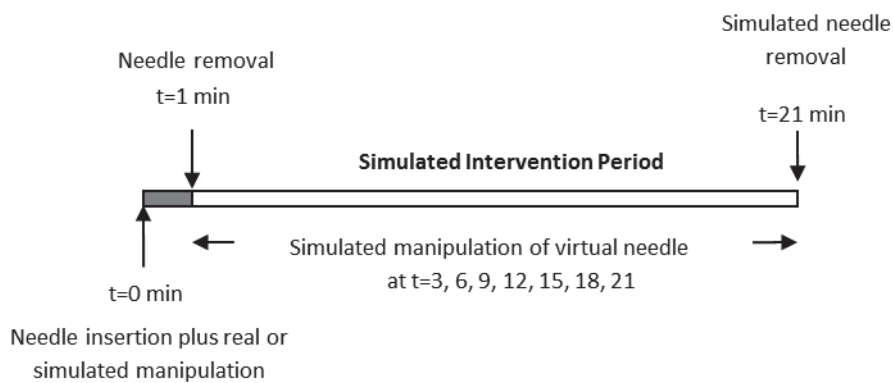 Simulated needle
removal
Needle removal
t=1 min
t=21 min
Simulated Intervention Period
Simulated manipulation of virtual needle
at t=3, 6, 9, 12, 15, 18, 21
t=0 min
Needle insertion plus real or
simulated manipulation